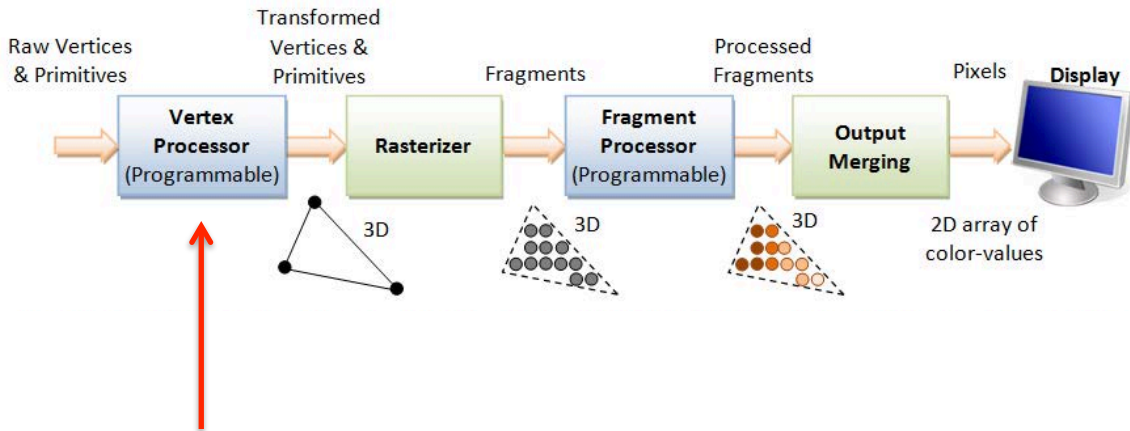 Raw Vertices
& Primitives
Vertex
Processor
(Programmable)
Transformed
Vertices &
Primitives
3D
Rasterizer
Fragments
3D
Fragment
Processor
(Programmable)
Processed
Fragments
3D
Output
Merging
Pixels
Display
2D array of
color-values